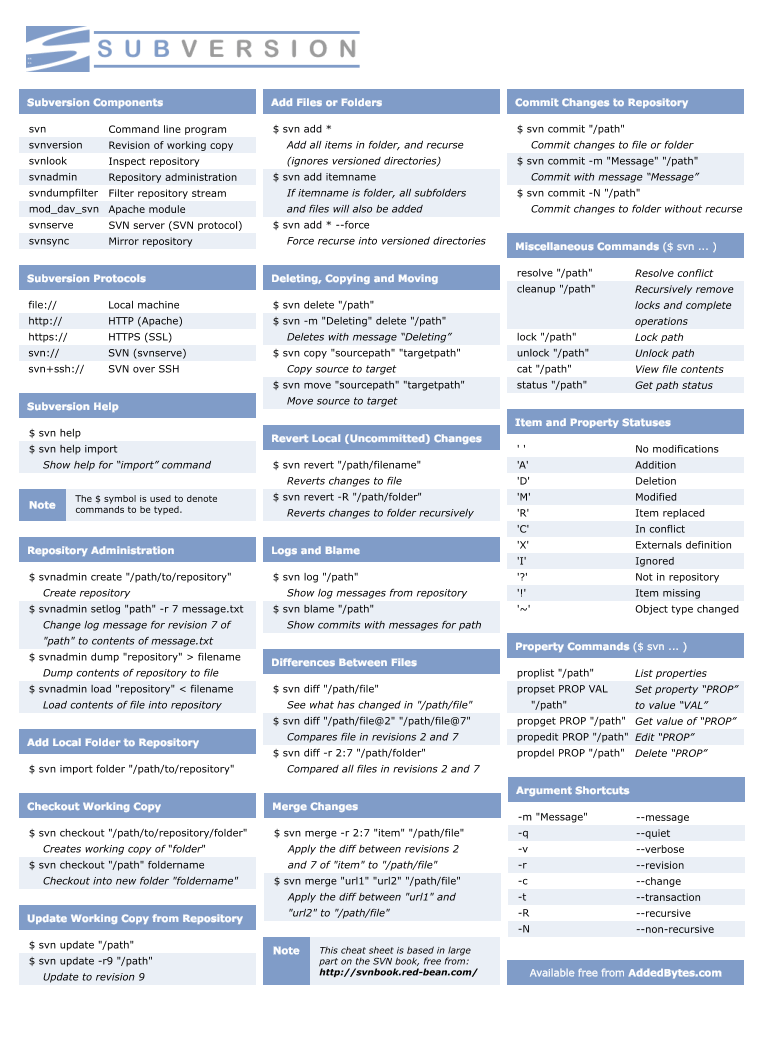 SUBVERSION
Subversion Components
svn Command line program
svnversion Revision of working copy
svnlook Inspect repository
svnadmin Repository administration
svndumpfilter Filter repository stream
mod_dav_svn Apache module
svnserve SVN server (SVN protocol)
svnsync Mirror repository
Subversion Protocols
file:// Local machine
http:// HTTP (Apache)
https:// HTTPS (SSL)
svn:// SVN (svnserve)
svn+ssh:// SVN over SSH
Subversion Help
$ svn help
$ svn help import
Show help for “import” command
Note
The $ symbol is used to denote
commands to be typed.
Repository Administration
$ svnadmin create "/path/to/repository"
Create repository
$ svnadmin setlog "path" -r 7 message.txt
Change log message for revision 7 of
"path" to contents of message.txt
$ svnadmin dump "repository" > filename
Dump contents of repository to file
$ svnadmin load "repository" < filename
Load contents of file into repository
Add Local Folder to Repository
$ svn import folder "/path/to/repository"
Checkout Working Copy
$ svn checkout "/path/to/repository/folder"
Creates working copy of "folder"
$ svn checkout "/path" foldername
Checkout into new folder "foldername"
Update Working Copy from Repository
$ svn update "/path"
$ svn update -r9 "/path"
Update to revision 9
Add Files or Folders
$ svn add *
Add all items in folder, and recurse
(ignores versioned directories)
$ svn add itemname
If itemname is folder, all subfolders
and files will also be added
$ svn add * --force
Force recurse into versioned directories
Deleting, Copying and Moving
$ svn delete "/path"
$ svn -m "Deleting" delete "/path"
Deletes with message “Deleting”
$ svn copy "sourcepath" "targetpath"
Copy source to target
$ svn move "sourcepath" "targetpath"
Move source to target
Revert Local (Uncommitted) Changes
$ svn revert "/path/filename"
Reverts changes to file
$ svn revert -R "/path/folder"
Reverts changes to folder recursively
Logs and Blame
$ svn log "/path"
Show log messages from repository
$ svn blame "/path"
Show commits with messages for path
Differences Between Files
$ svn diff "/path/file"
See what has changed in "/path/file"
$ svn diff "/path/file@2" "/path/file@7"
Compares file in revisions 2 and 7
$ svn diff -r 2:7 "/path/folder"
Compared all files in revisions 2 and 7
Merge Changes
$ svn merge -r 2:7 "item" "/path/file"
Apply the diff between revisions 2
and 7 of "item" to "/path/file"
$ svn merge "url1" "url2" "/path/file"
Apply the diff between "url1" and
"url2" to "/path/file"
Note
This cheat sheet is based in large
part on the SVN book, free from:
http://svnbook.red-bean.com/
Commit Changes to Repository
$ svn commit "/path"
Commit changes to file or folder
$ svn commit -m "Message" "/path"
Commit with message “Message”
$ svn commit -N "/path"
Commit changes to folder without recurse
Miscellaneous Commands ($ svn ... )
resolve "/path" Resolve conflict
cleanup "/path" Recursively remove
locks and complete
operations
lock "/path" Lock path
unlock "/path" Unlock path
cat "/path" View file contents
status "/path" Get path status
Item and Property Statuses
' ' No modifications
'A' Addition
'D' Deletion
'M' Modified
'R' Item replaced
'C' In conflict
'X' Externals definition
'I' Ignored
'?' Not in repository
'!' Item missing
'~' Object type changed
Property Commands ($ svn ... )
proplist "/path" List properties
propset PROP VAL Set property “PROP”
"/path" to value “VAL”
propget PROP "/path" Get value of “PROP”
propedit PROP "/path" Edit “PROP”
propdel PROP "/path" Delete “PROP”
Argument Shortcuts
-m "Message" --message
-q --quiet
-v --verbose
-r --revision
-c --change
-t --transaction
-R --recursive
-N --non-recursive
Available free from AddedBytes.com